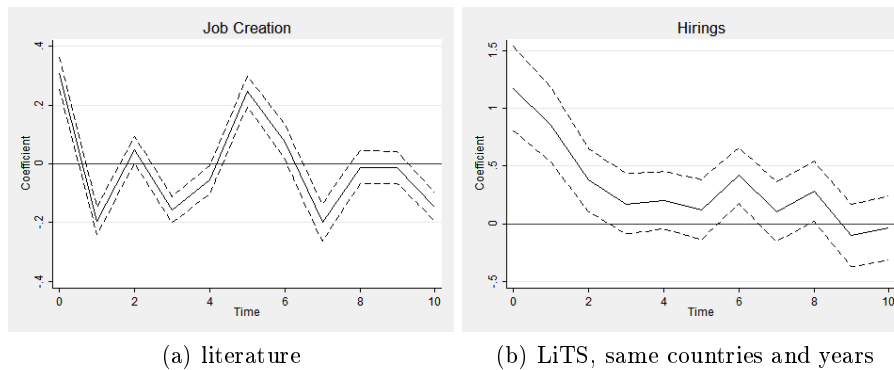 Job Creation
.4
.2
0
-.2
-.4
Coefficient
0 2 4 6 8 10
Time
(a) literature
Hirings
1.5
1
.5
0
-.5
Coefficient
0 2 4 6 8 10
Time
(b) LiTS, same countries and years